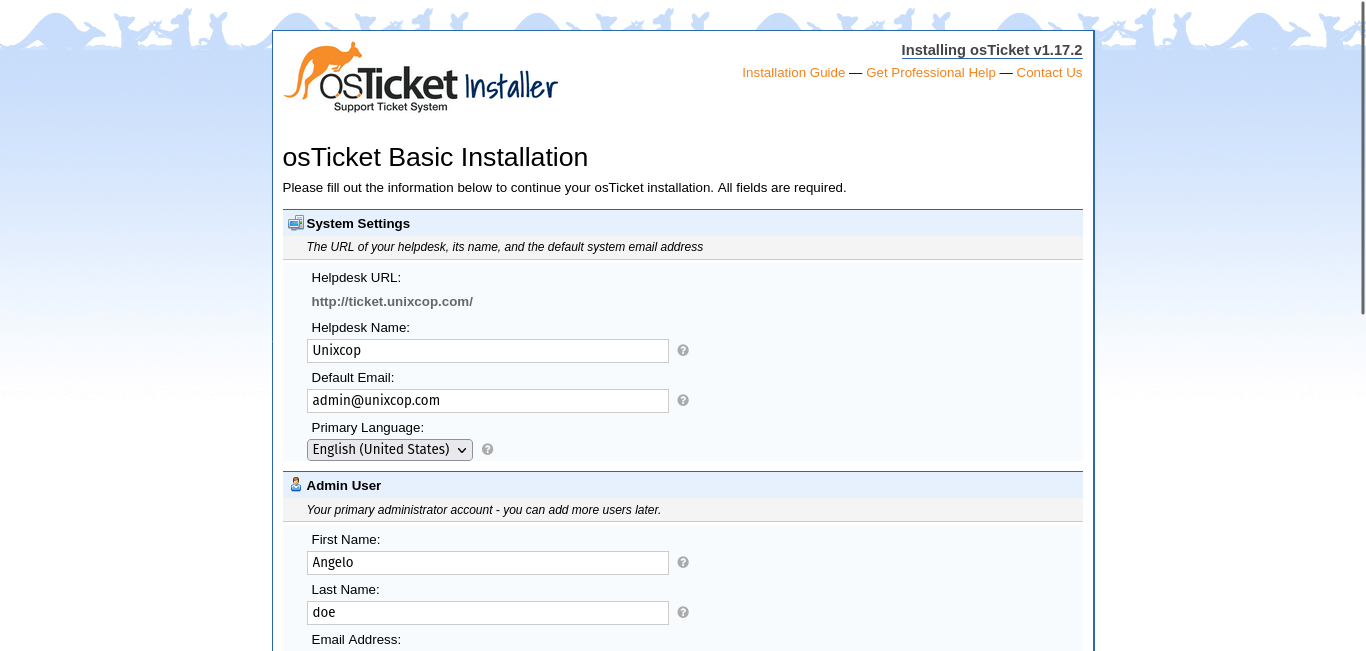 osTicket Installer
Support Ticket System
Installing osTicket v1.17.2
Installation Guide — Get Professional Help — Contact Us
osTicket Basic Installation
Please fill out the information below to continue your osTicket installation. All fields are required.
System Settings
The URL of your helpdesk, its name, and the default system email address
Helpdesk URL:
http://ticket.unixcop.com/
Helpdesk Name:
Unixcop
Default Email:
admin@unixcop.com
Primary Language:
English (United States)
Admin User
Your primary administrator account - you can add more users later.
First Name:
Angelo
Last Name:
doe
Email Address: